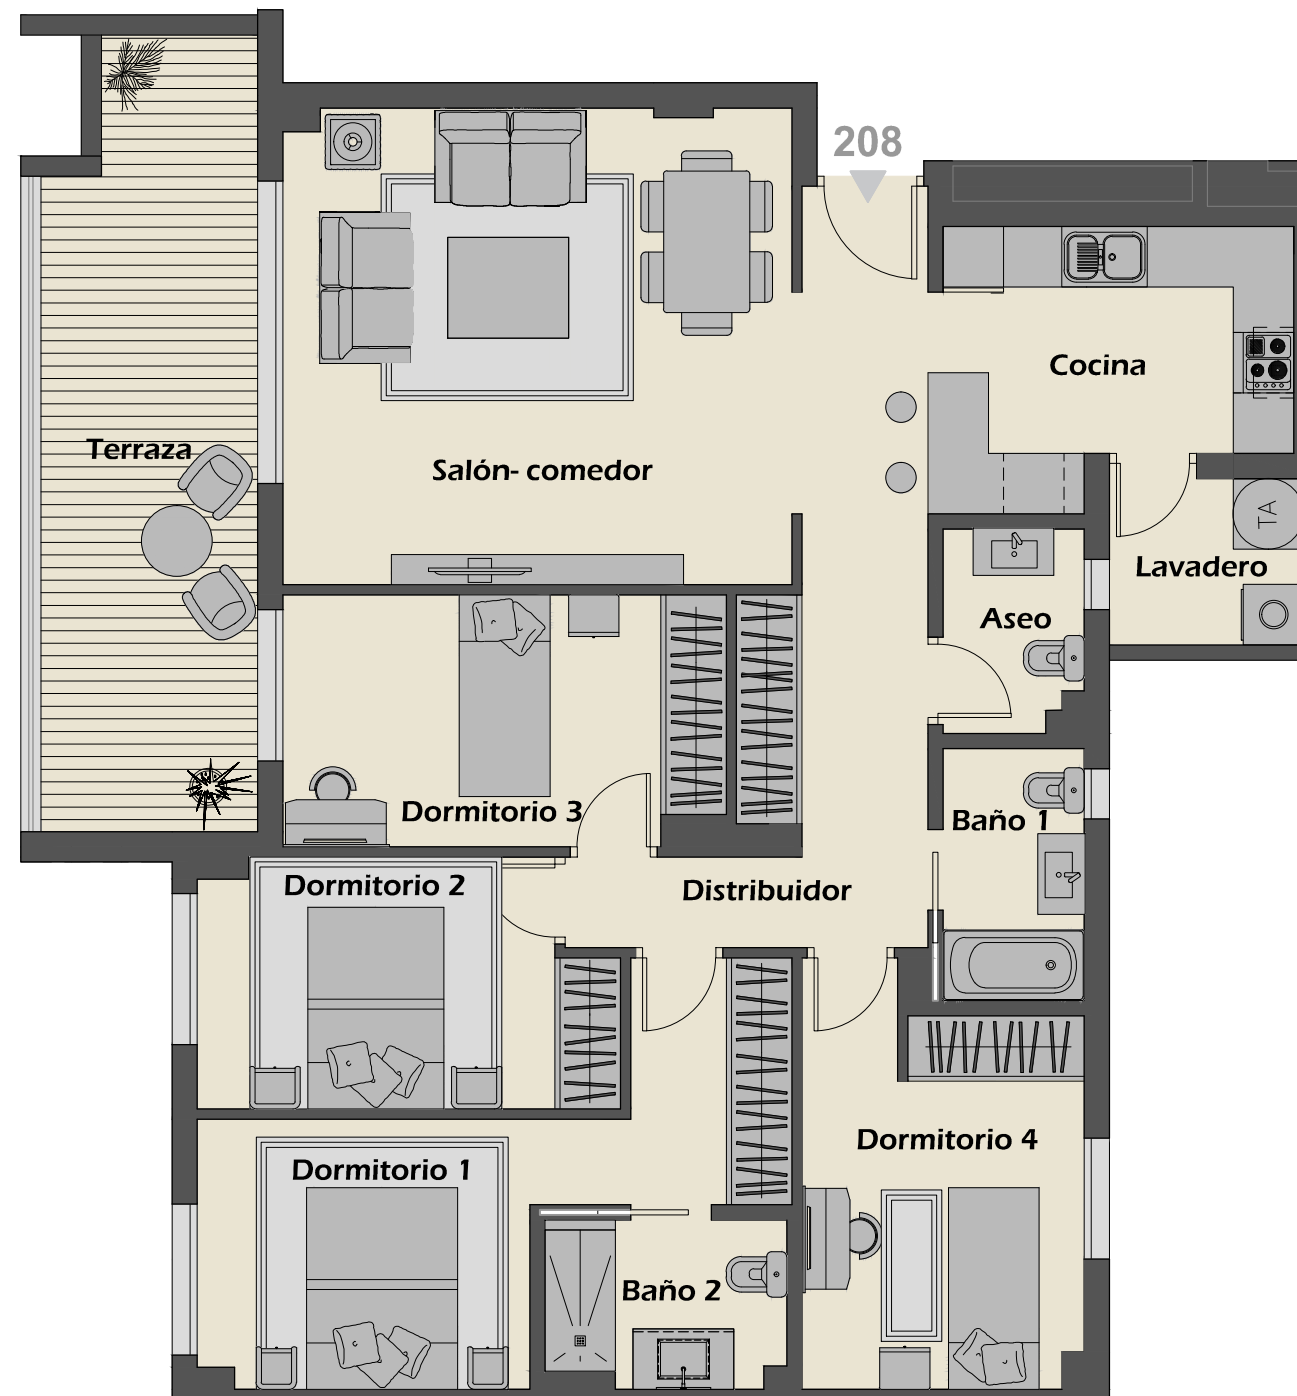 208
Cocina
Terraza
Salón- comedor
TA
Lavadero
Aseo
Dormitorio 3
Baño 1
Dormitorio 2
Distribuidor
Dormitorio 4
Dormitorio 1
Baño 2